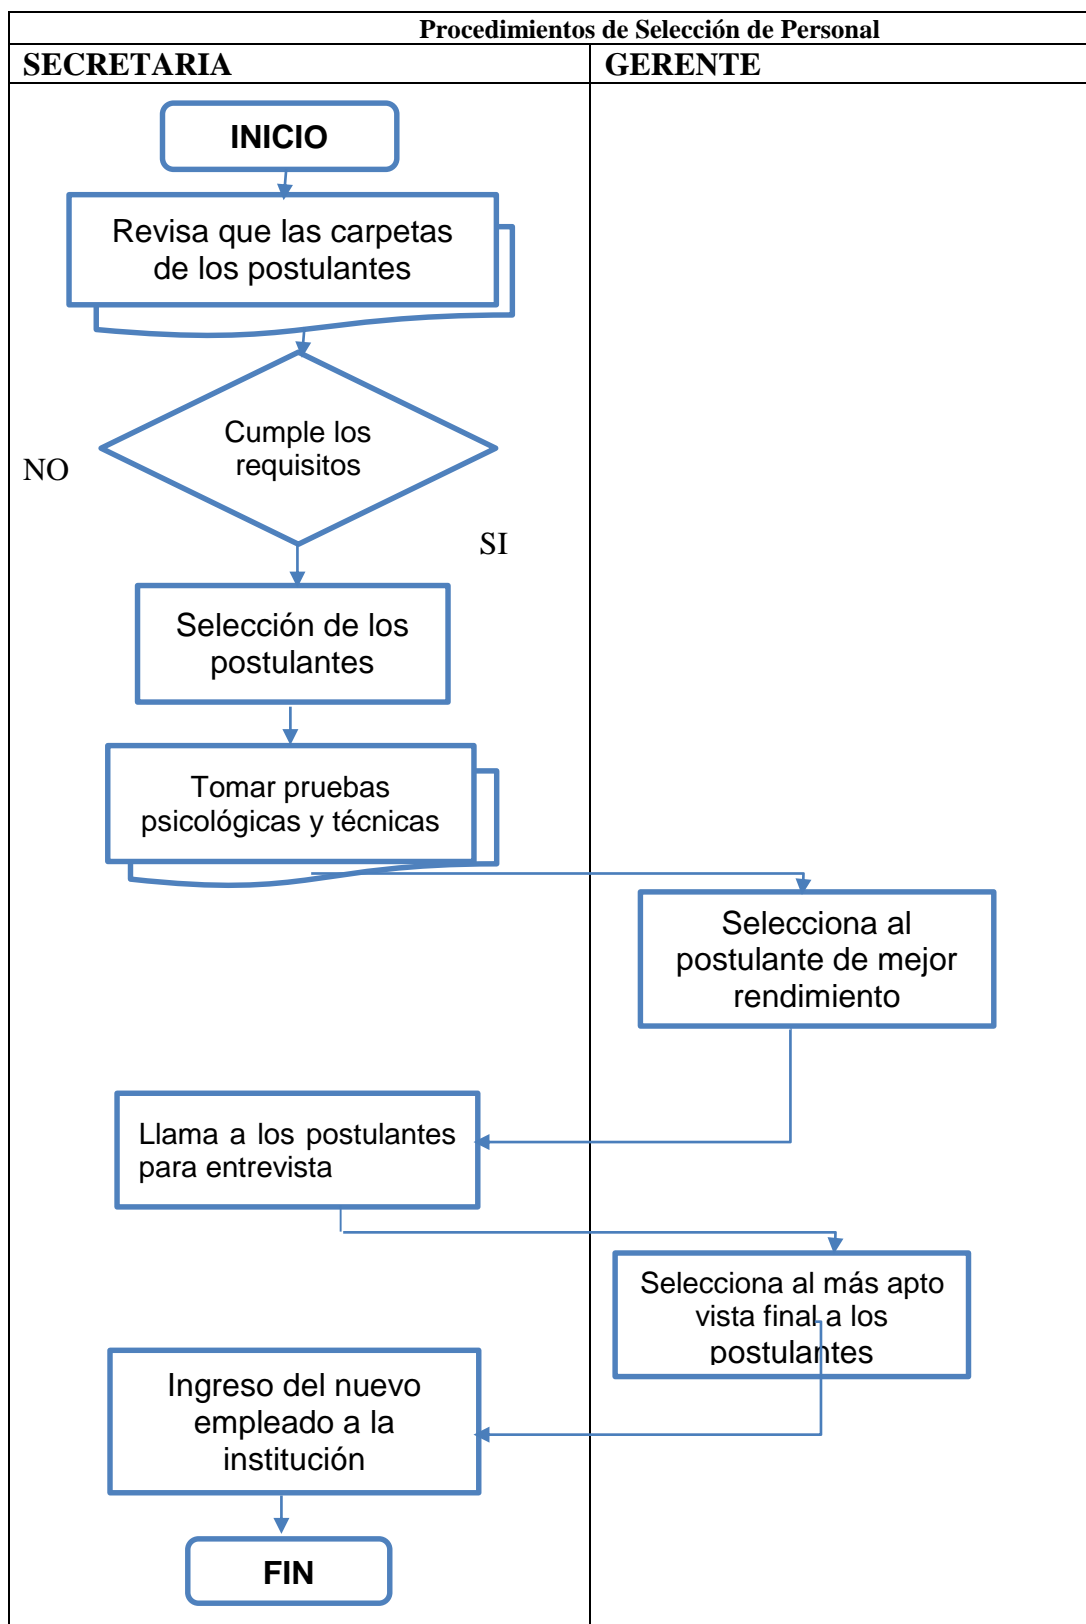 Procedimientos de Selección de Personal
SECRETARIA
GERENTE
INICIO
Revisa que las carpetas
de los postulantes
Cumple los
requisitos
NO
SI
Selección de los
postulantes
Tomar pruebas
psicológicas y técnicas
Selecciona al
postulante de mejor
rendimiento
Llama a los postulantes
para entrevista
Selecciona al más apto
vista final a los
postulantes
Ingreso del nuevo
empleado a la
institución
FIN